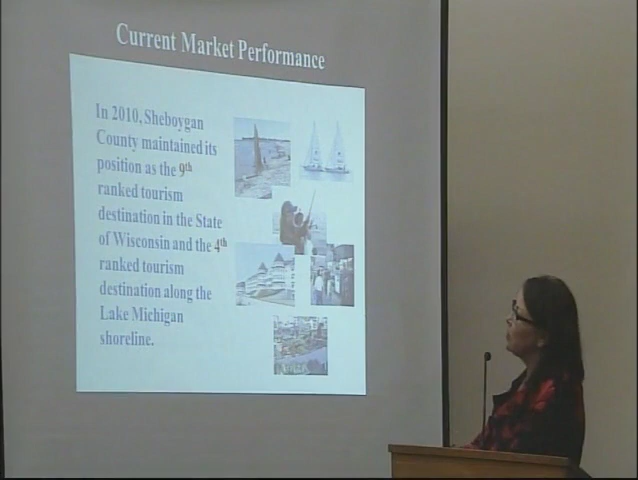 Current Market Performance
In 2010, Sheboygan
County maintained its
position as the 9th
ranked tourism
destination in the State
of Wisconsin and the 4th
ranked tourism
destination along the
Lake Michigan
shoreline.